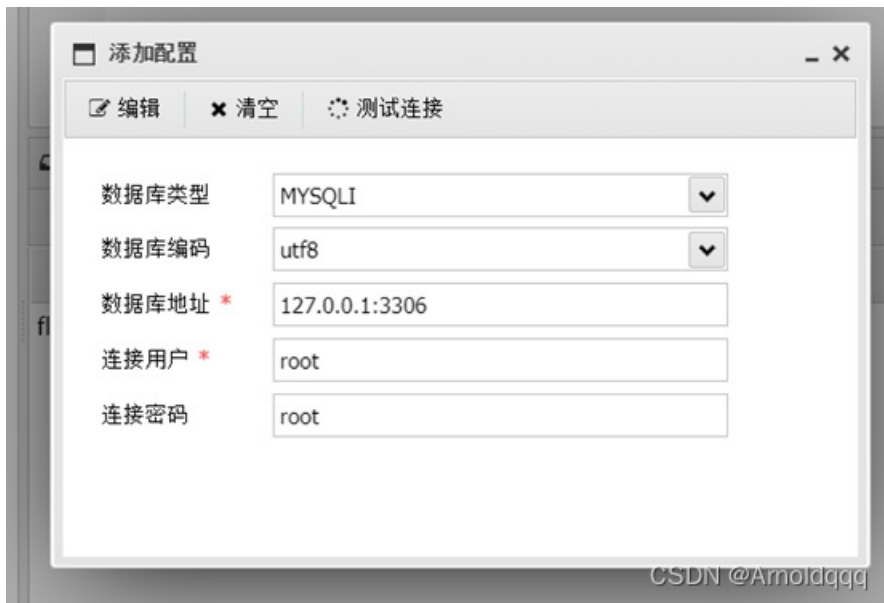 添加配置
编辑 清空 测试连接
数据库类型 MYSQLI
数据库编码 utf8
数据库地址 * 127.0.0.1:3306
连接用户 * root
连接密码 root
fl
CSDN @Arnoldqqq